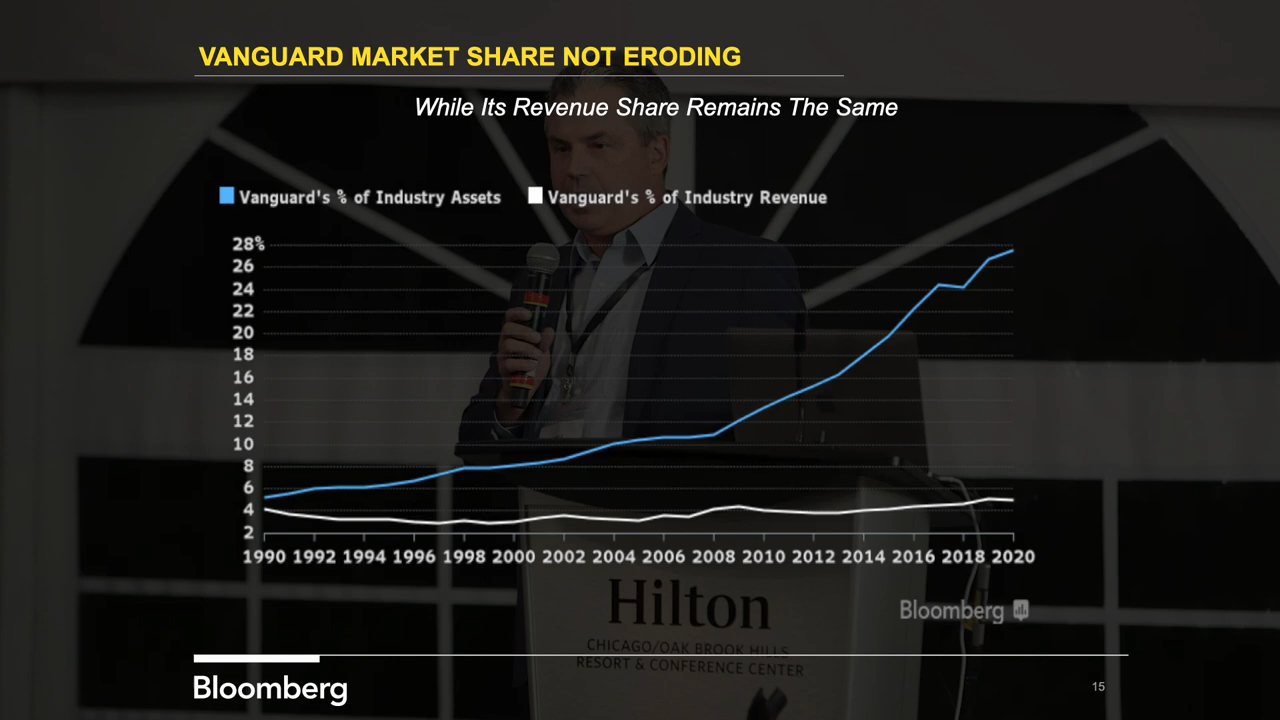 VANGUARD MARKET SHARE NOT ERODING
While Its Revenue Share Remains The Same
Vanguard's % of Industry Assets
Vanguard's % of Industry Revenue
28%
26
24
22
20
18
16
14
12
10
8
6
4
2
1990 1992 1994 1996 1998 2000 2002 2004 2006 2008 2010 2012 2014 2016 2018 2020
Hilton
CHICAGO/OAK BROOK HILLS
RESORT & CONFERENCE CENTER
Bloomberg
Bloomberg
15